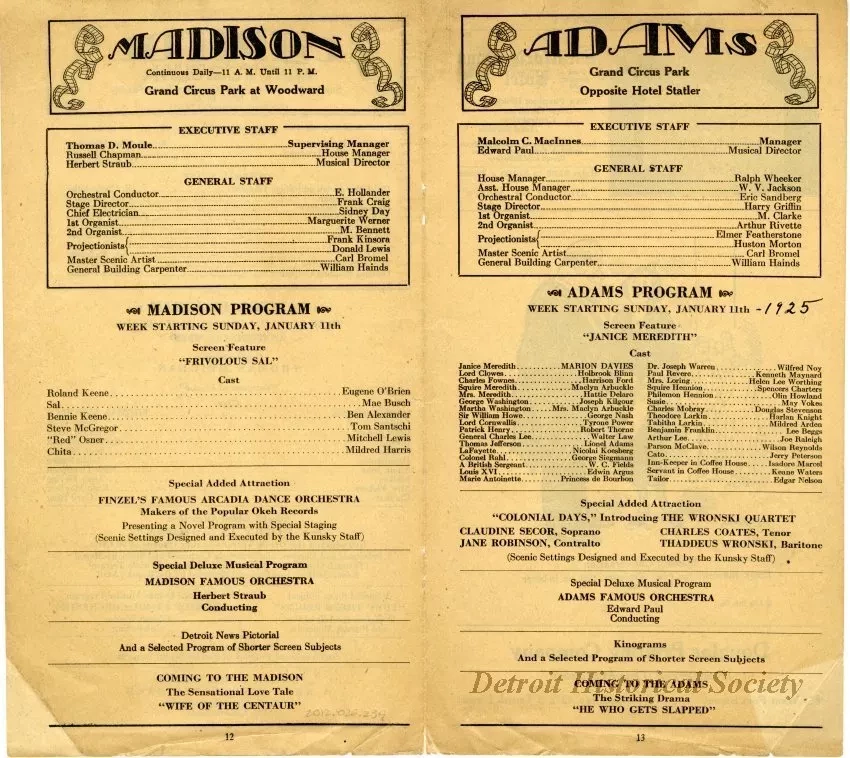 MADISON
Continuous Daily—11 A. M. Until 11 P. M.
Grand Circus Park at Woodward
EXECUTIVE STAFF
Thomas D. Moule Supervising Manager
Russell Chapman House Manager
Herbert Straub Musical Director
GENERAL STAFF
Orchestral Conductor E. Hollander
Stage Director Frank Craig
Chief Electrician Sidney Day
1st Organist Marguerite Werner
2nd Organist M. Bennett
Projectionists{ Frank Kinsora
Donald Lewis
Master Scenic Artist Carl Bromel
General Building Carpenter William Hainds
MADISON PROGRAM
WEEK STARTING SUNDAY, JANUARY 11th
Screen Feature
"FRIVOLOUS SAL"
Cast
Roland Keene Eugene O'Brien
Sal Mae Busch
Bennie Keene Ben Alexander
Steve McGregor Tom Santschi
"Red" Osner Mitchell Lewis
Chita Mildred Harris
Special Added Attraction
FINZEL'S FAMOUS ARCADIA DANCE ORCHESTRA
Makers of the Popular Okeh Records
Presenting a Novel Program with Special Staging
(Scenic Settings Designed and Executed by the Kunsky Staff)
Special Deluxe Musical Program
MADISON FAMOUS ORCHESTRA
Herbert Straub
Conducting
Detroit News Pictorial
And a Selected Program of Shorter Screen Subjects
COMING TO THE MADISON
The Sensational Love Tale
"WIFE OF THE CENTAUR"
12
ADAMS
Grand Circus Park
Opposite Hotel Statler
EXECUTIVE STAFF
Malcolm C. MacInnes Manager
Edward Paul Musical Director
GENERAL STAFF
House Manager Ralph Wheeker
Asst. House Manager W. V. Jackson
Orchestral Conductor Eric Sandberg
Stage Director Harry Griffin
1st Organist M. Clarke
2nd Organist Arthur Rivette
Projectionists{ Elmer Featherstone
Huston Morton
Master Scenic Artist Carl Bromel
General Building Carpenter William Hainds
ADAMS PROGRAM
WEEK STARTING SUNDAY, JANUARY 11th -1925
Screen Feature
"JANICE MEREDITH"
Cast
Janice Meredith MARION DAVIES
Lord Clowes Holbrook Blinn
Charles Fownes Harrison Ford
Squire Meredith Maclyn Arbuckle
Mrs. Meredith Hattie Delaro
George Washington Joseph Kilgour
Martha Washington Mrs. Maclyn Arbuckle
Sir William Howe George Nash
Lord Cornwallis Tyrone Power
Patrick Henry Robert Thorne
General Charles Lee Walter Law
Thomas Jefferson Lionel Adams
LaFayette Nicolai Koesberg
Colonel Rahl George Siegmann
A British Sergeant W. C. Fields
Louis XVI Edwin Argus
Marie Antoinette Princess de Bourbon
Dr. Joseph Warren Wilfred Noy
Paul Revere Kenneth Maynard
Mrs. Loring Helen Lee Worthing
Squire Hennion Spencers Charters
Philemon Hennion Olin Howland
Susie May Vokes
Charles Mobray Douglas Stevenson
Theodore Larkin Harlan Knight
Tabitha Larkin Mildred Arden
Benjamin Franklin Lee Beggs
Arthur Lee Joe Raleigh
Parson McClave Wilson Reynolds
Cato Jerry Peterson
Inn-Keeper in Coffee House Isadore Marcel
Servant in Coffee House Keane Waters
Tailor Edgar Nelson
Special Added Attraction
"COLONIAL DAYS," Introducing THE WRONSKI QUARTET
CLAUDINE SECOR, Soprano CHARLES COATES, Tenor
JANE ROBINSON, Contralto THADDEUS WRONSKI, Baritone
(Scenic Settings Designed and Executed by the Kunsky Staff)
Special Deluxe Musical Program
ADAMS FAMOUS ORCHESTRA
Edward Paul
Conducting
Kinograms
And a Selected Program of Shorter Screen Subjects
COMING TO THE ADAMS
The Striking Drama
"HE WHO GETS SLAPPED"
13
Detroit Historical Society